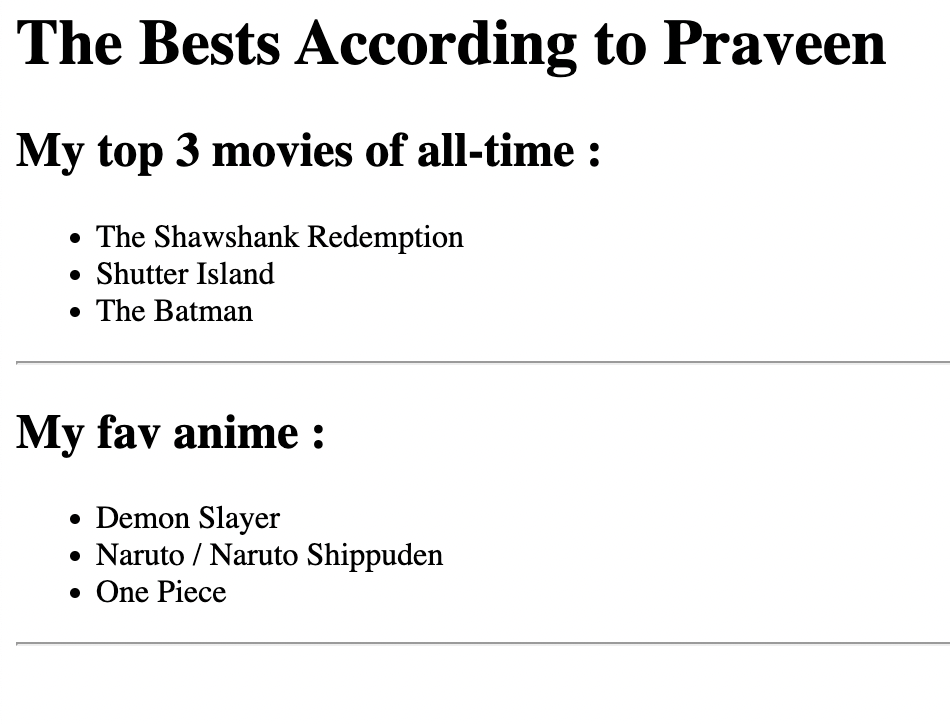 The Bests According to Praveen
My top 3 movies of all-time :
The Shawshank Redemption
Shutter Island
The Batman
My fav anime :
Demon Slayer
Naruto / Naruto Shippuden
One Piece